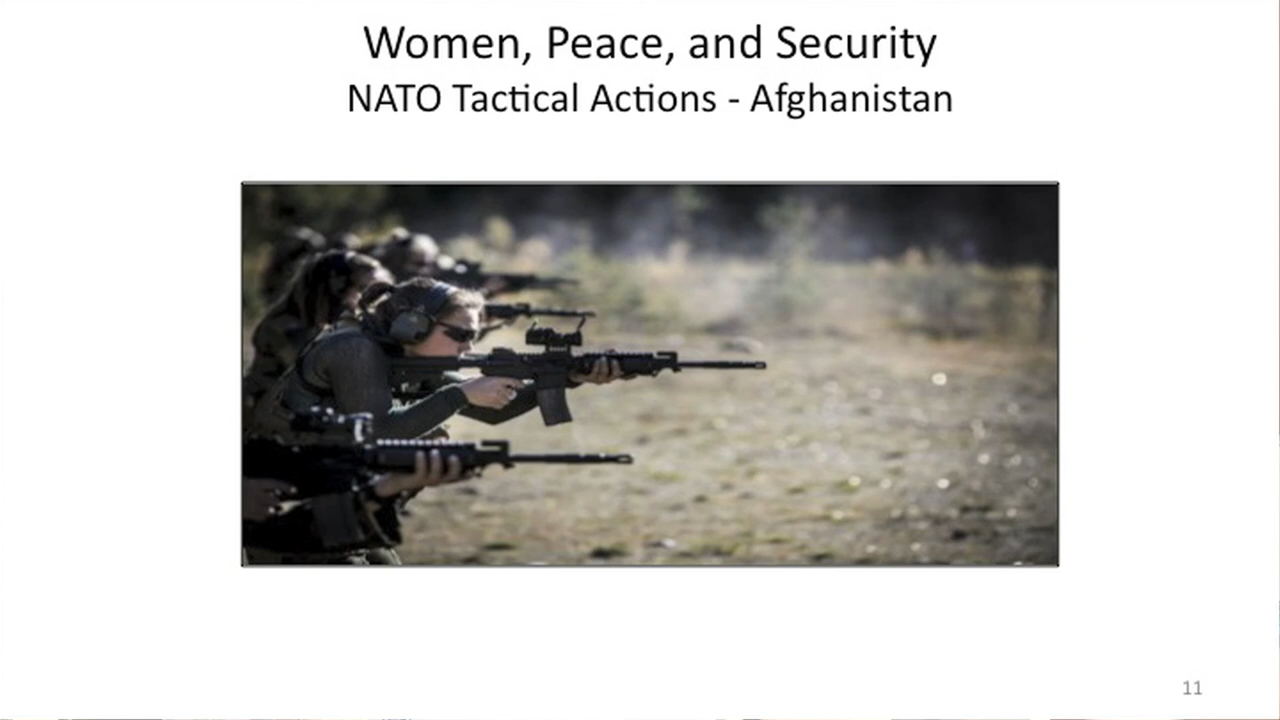 Women, Peace, and Security
NATO Tactical Actions - Afghanistan
11